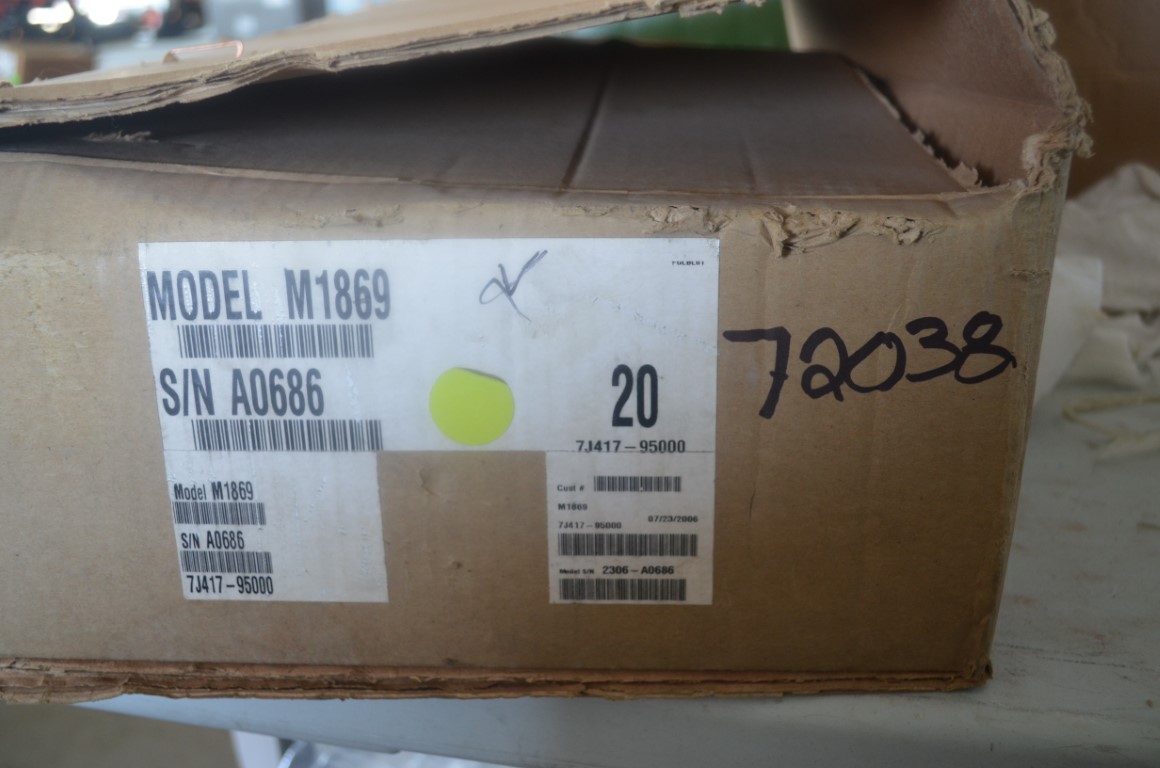 MODEL M1869
S/N A0686
20
7J417-95000
72038
Model M1869
S/N A0686
7J417-95000
Cust #
M1869
7J417-95000 07/23/2006
Model S/N 2306-A0686